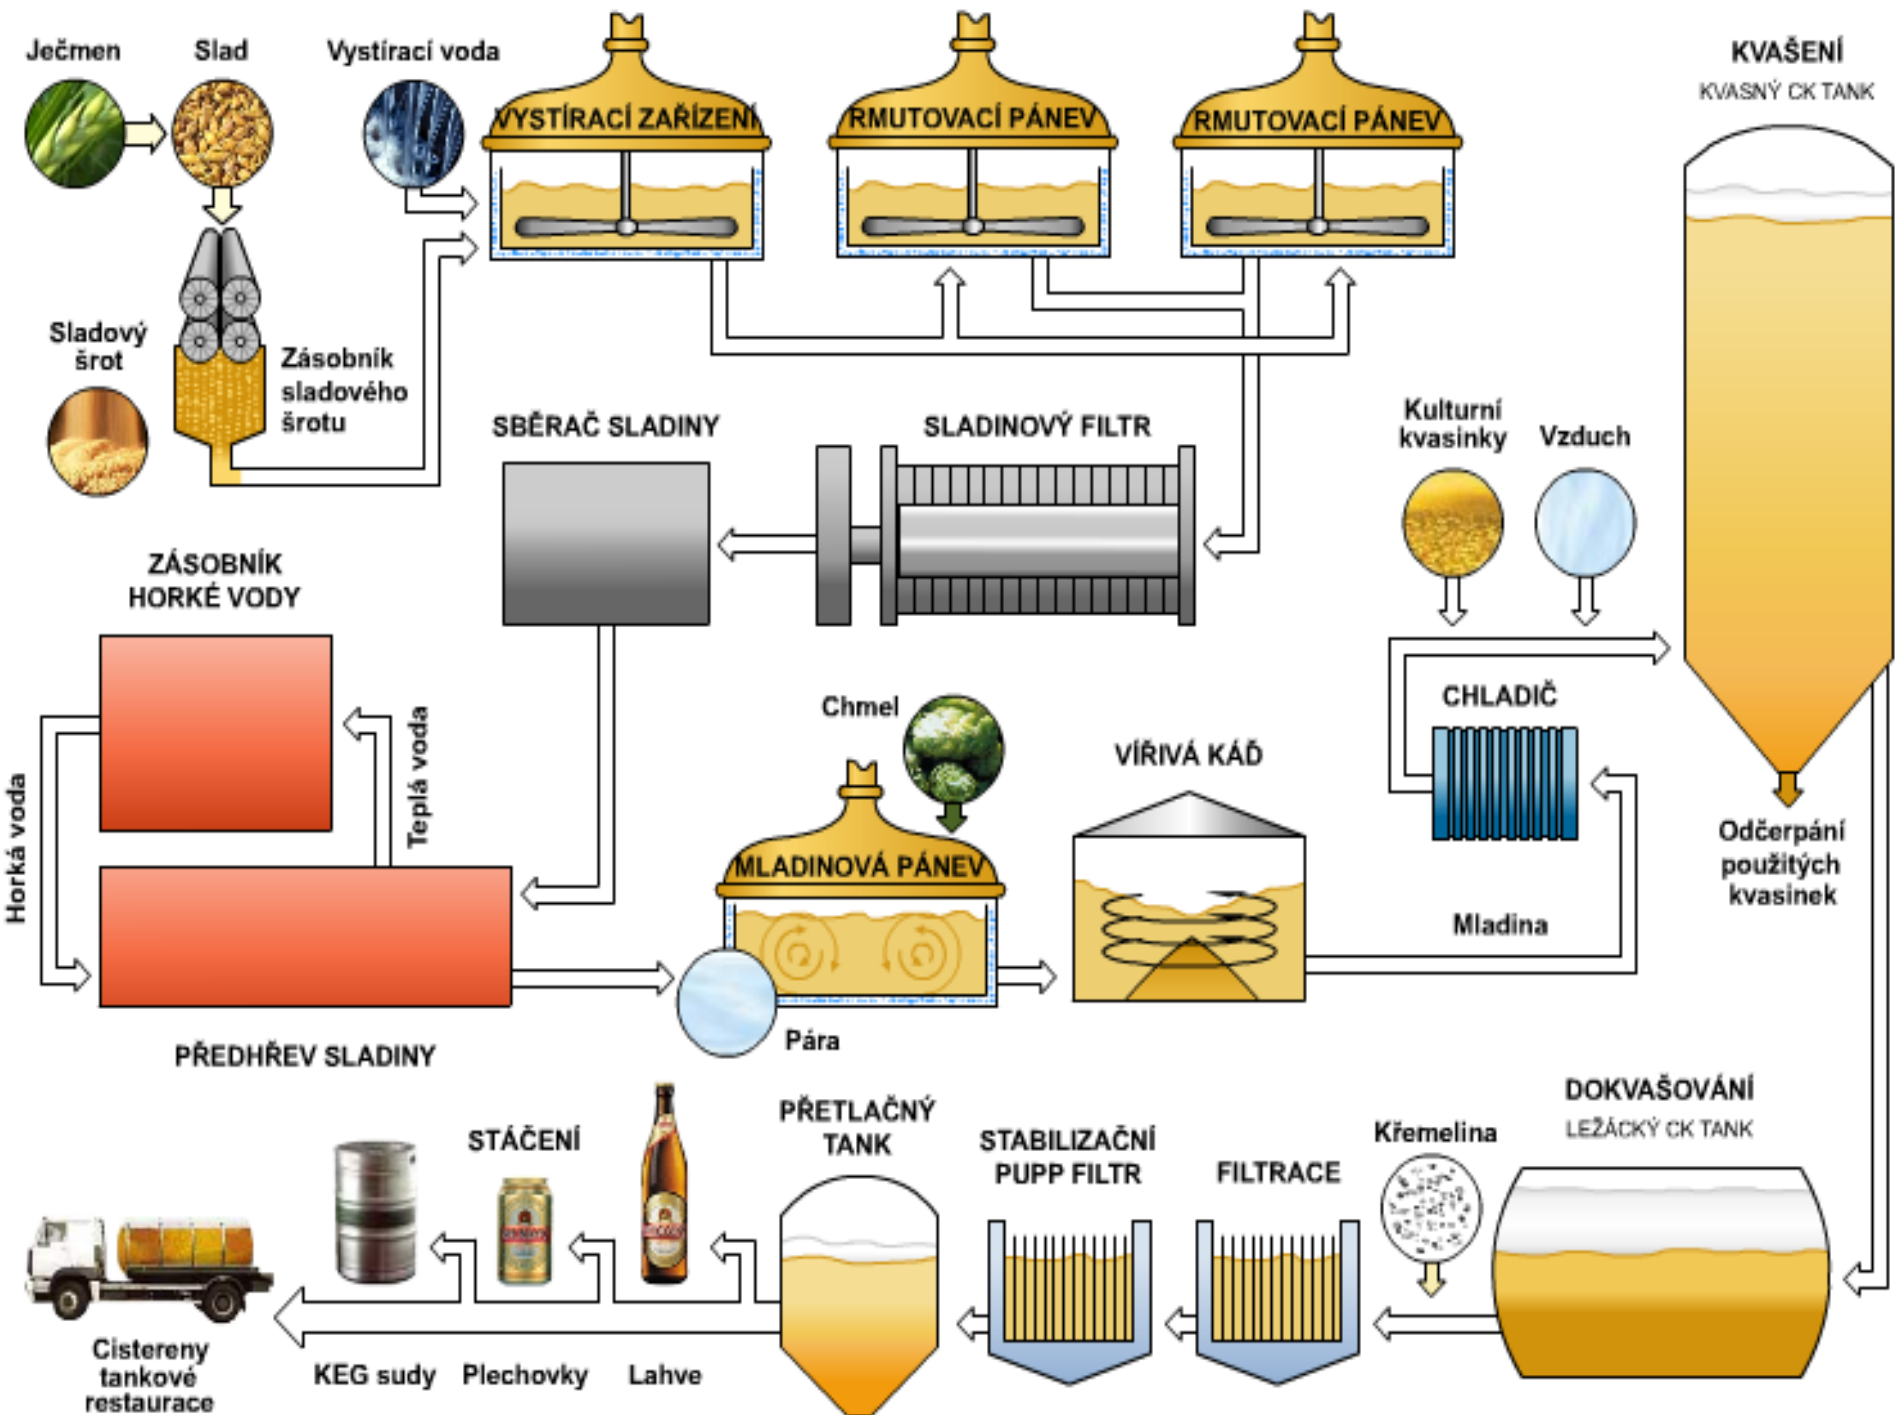 Ječmen
Slad
Vystírací voda
VYSTÍRACÍ ZAŘÍZENÍ
RMUTOVACÍ PÁNEV
RMUTOVACÍ PÁNEV
KVAŠENÍ
KVASNÝ CK TANK
Sladový
šrot
Zásobník
sladového
šrotu
SBĚRAČ SLADINY
SLADINOVÝ FILTR
Kulturní
kvasinky
Vzduch
ZÁSOBNÍK
HORKÉ VODY
Horká voda
Teplá voda
Chmel
MLADINOVÁ PÁNEV
VÍŘIVÁ KÁĎ
CHLADIČ
Mladina
Odčerpání
použitých
kvasinek
Pára
PŘEDHŘEV SLADINY
DOKVAŠOVÁNÍ
LEŽÁCKÝ CK TANK
Křemelina
FILTRACE
STABILIZAČNÍ
PUPP FILTR
PŘETLAČNÝ
TANK
STÁČENÍ
Cistereny
tankové
restaurace
KEG sudy
Plechovky
Lahve